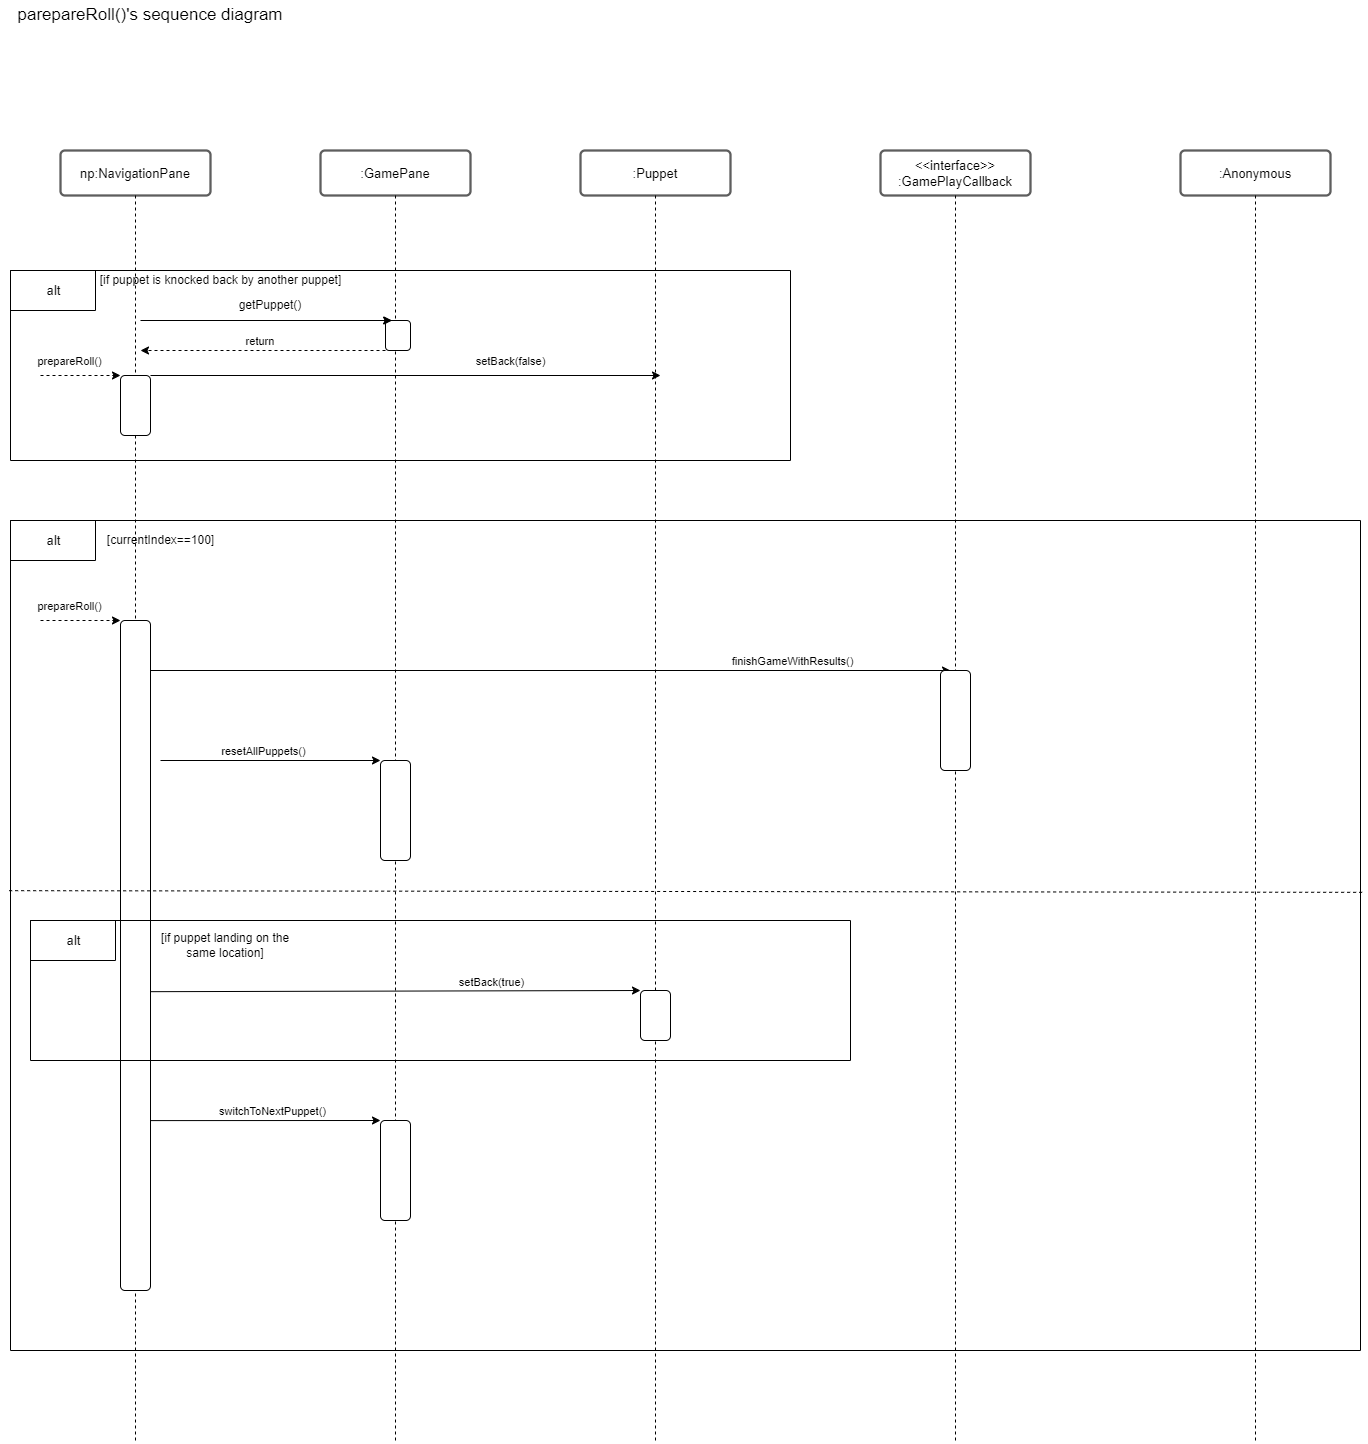 parepareRoll()'s sequence diagram
np:NavigationPane
:GamePane
:Puppet
<<interface>>
:GamePlayCallback
:Anonymous
alt
[if puppet is knocked back by another puppet]
getPuppet()
return
prepareRoll()
setBack(false)
alt
[currentIndex==100]
prepareRoll()
finishGameWithResults()
resetAllPuppets()
alt
[if puppet landing on the
same location]
setBack(true)
switchToNextPuppet()